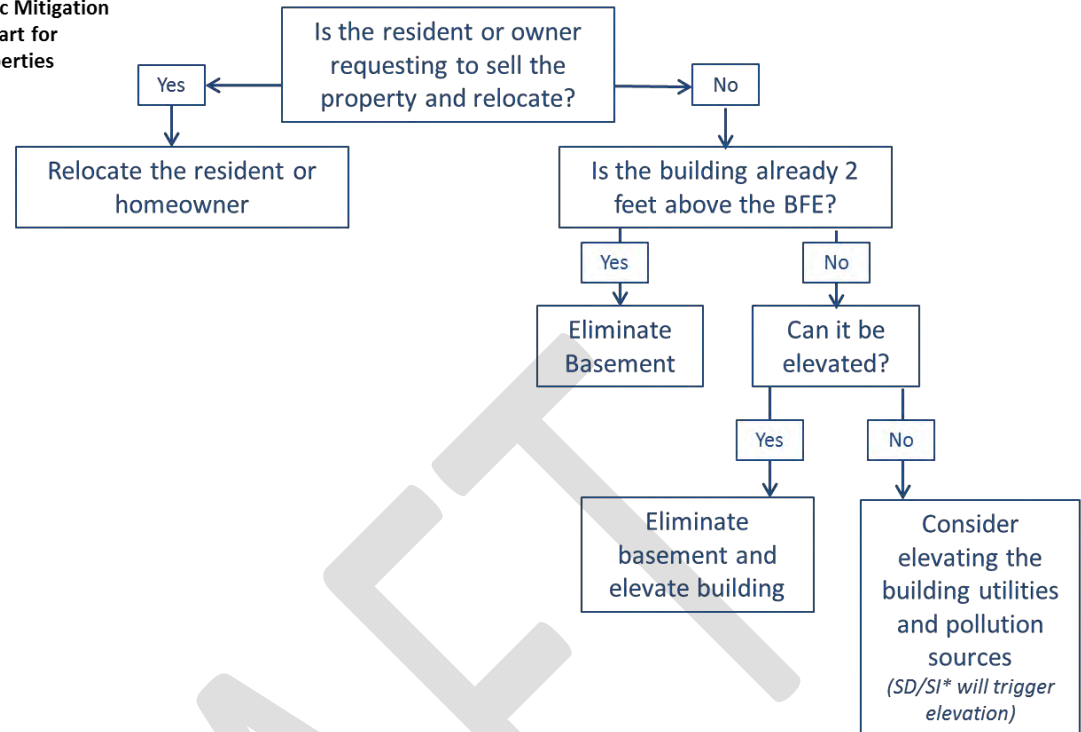 Mitigation
for
Is the resident or owner
requesting to sell the
property and relocate?
Yes
No
Relocate the resident or
homeowner
Is the building already 2
feet above the BFE?
Yes
No
Eliminate
Basement
Can it be
elevated?
Yes
No
Eliminate
basement and
elevate building
Consider
elevating the
building utilities
and pollution
sources
(SD/SI* will trigger
elevation)